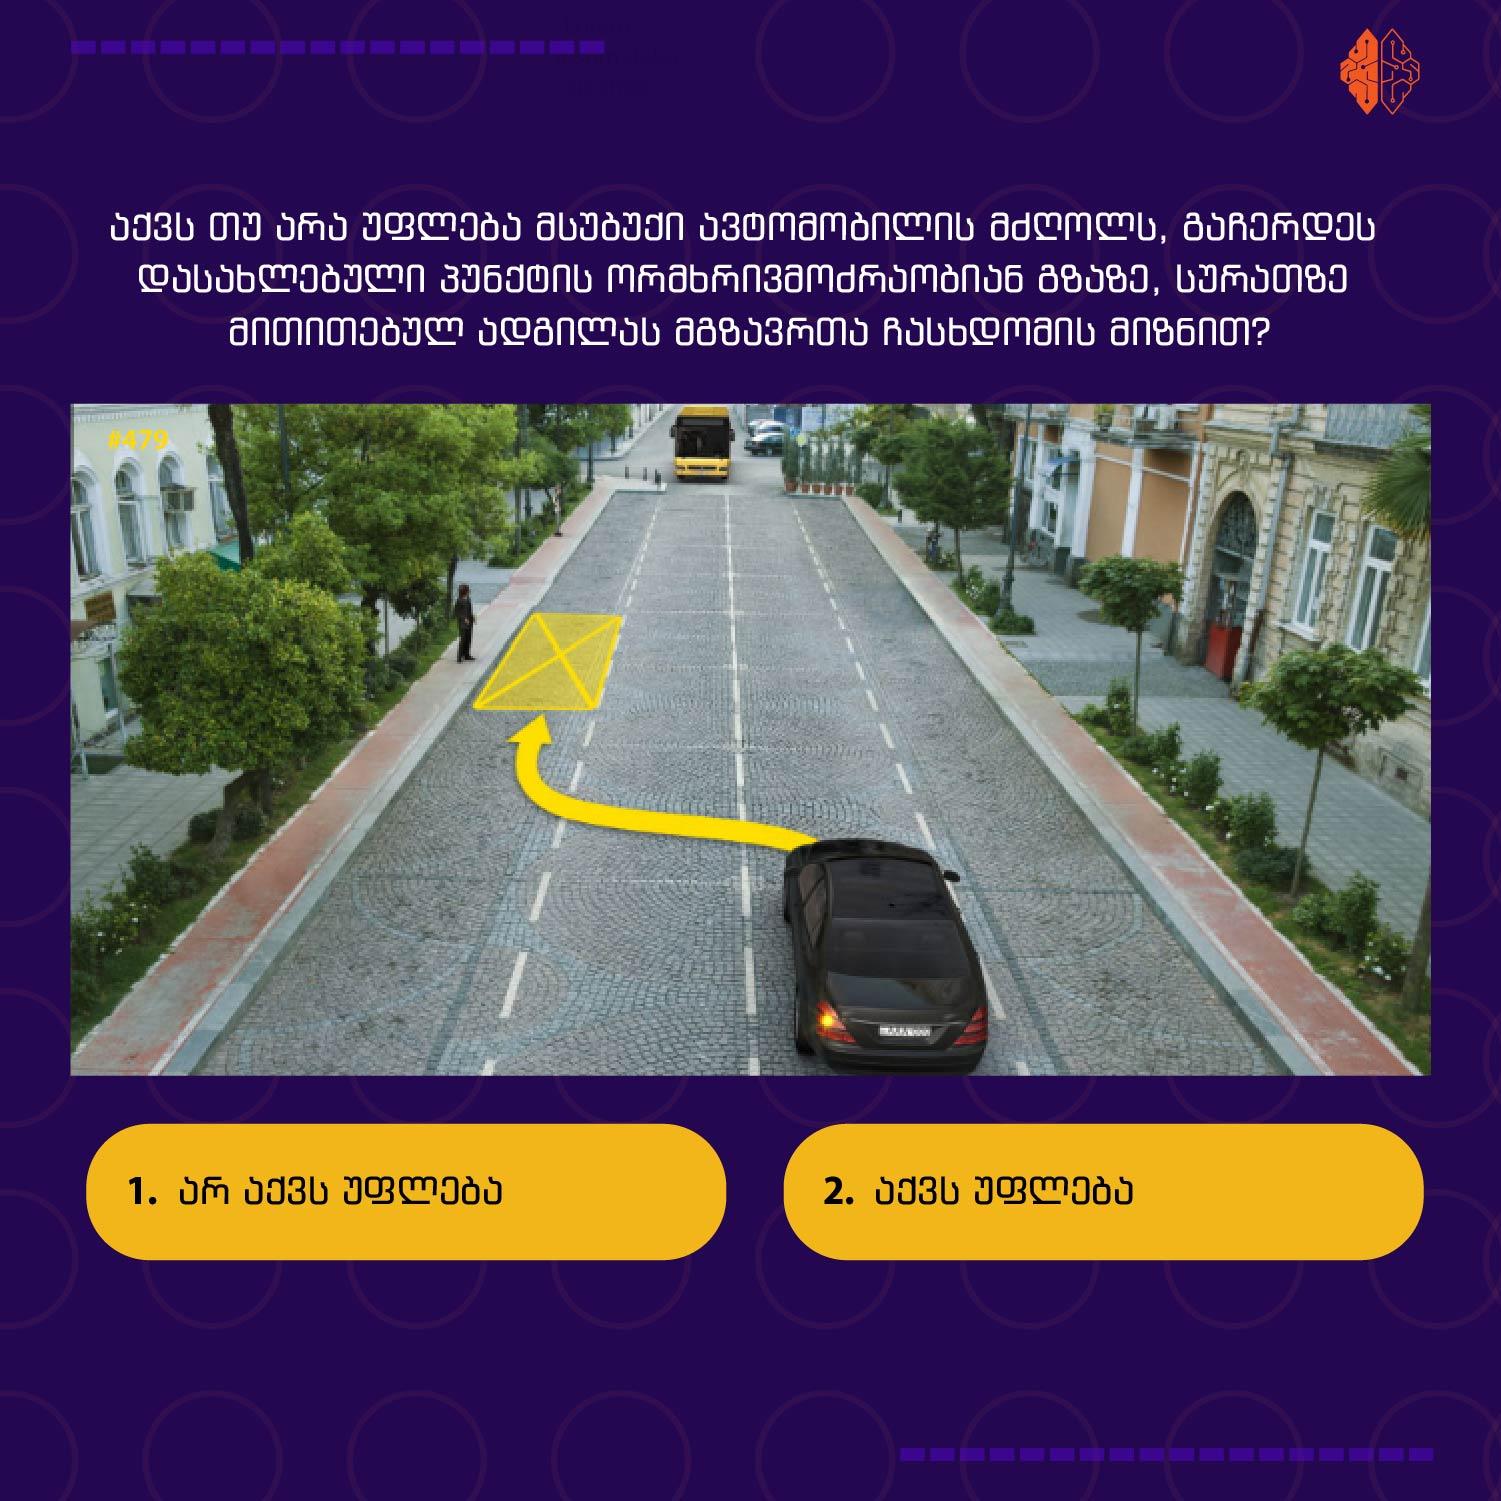 აქვს თუ არა უფლება მსუბუქი ავტომობილის მძღოლს, გაჩერდეს
დასახლებული პუნქტის ორმხრივმოძრაობიან გზაზე, სურათზე
მითითებულ ადგილას მგზავრთა ჩასხდომის მიზნით?
#479
1. არ აქვს უფლება
2. აქვს უფლება